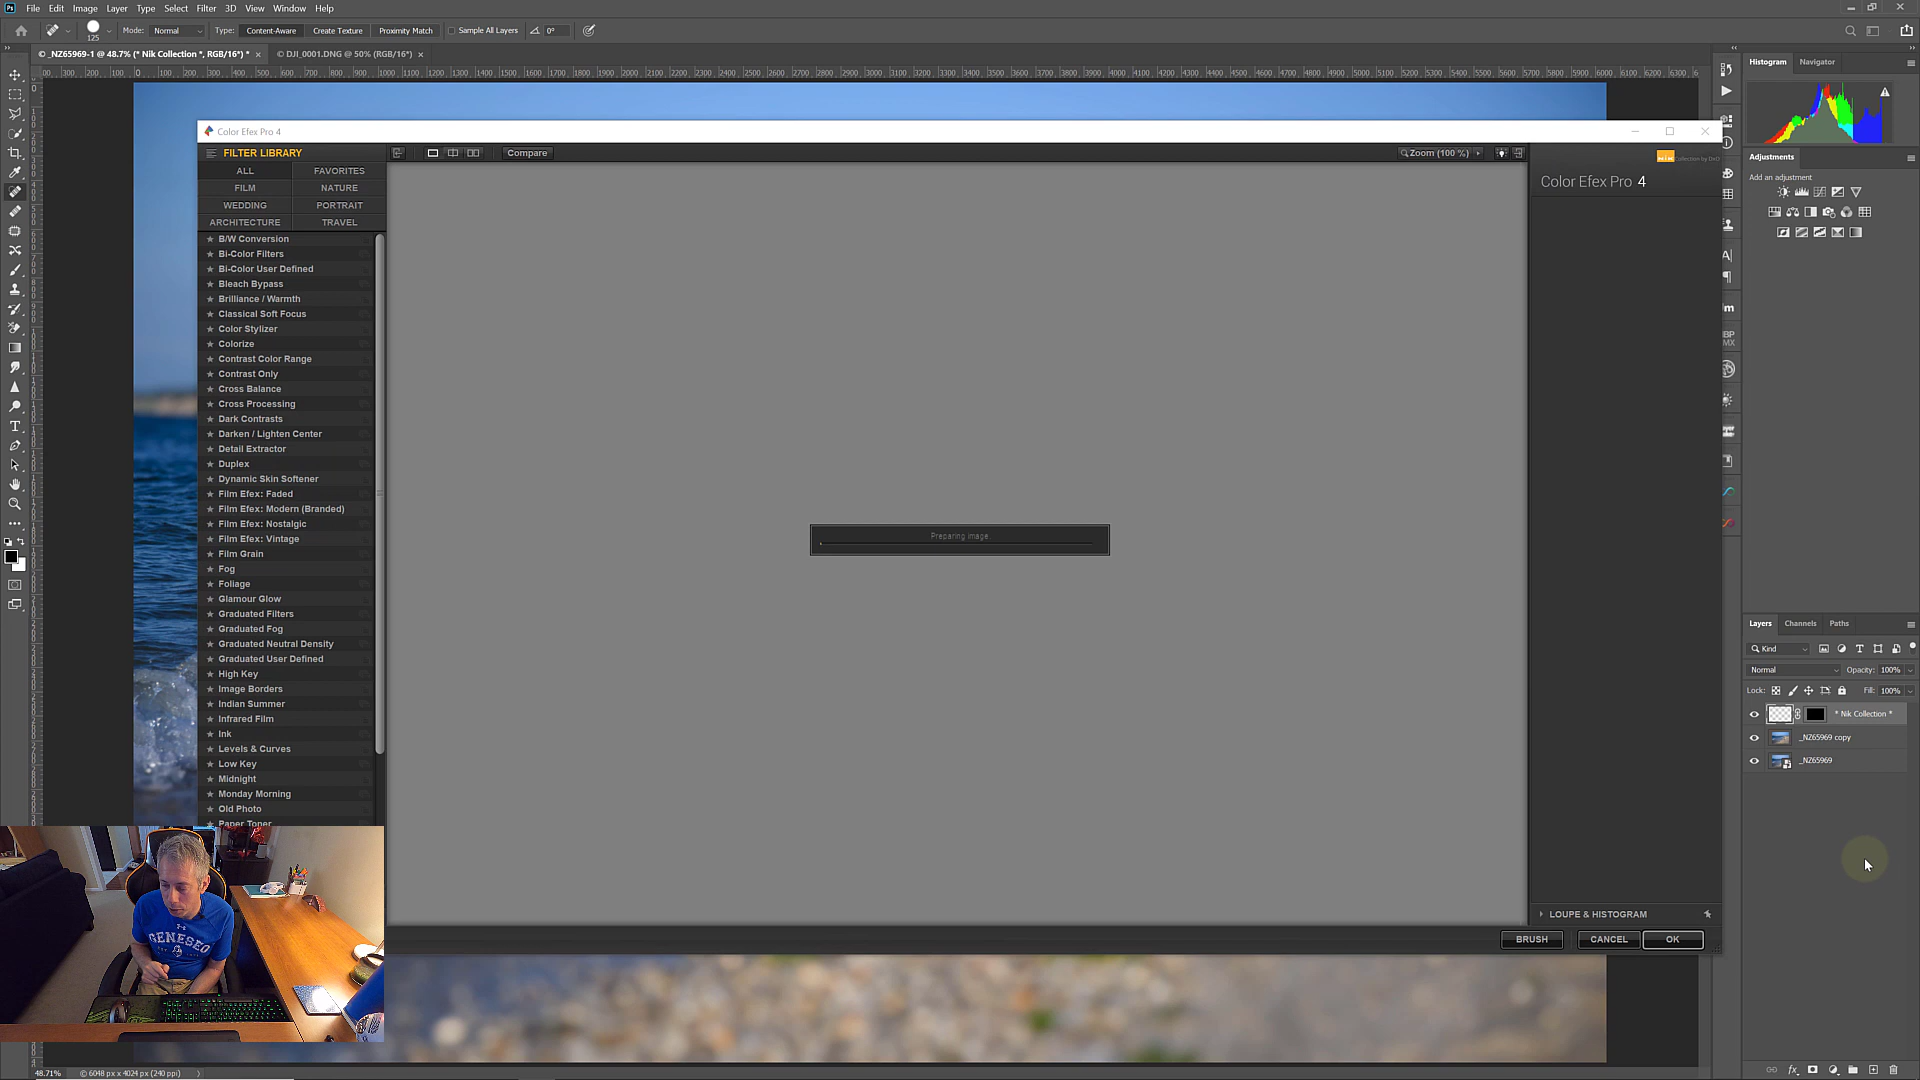 Ps File Edit Image Layer Type Select Filter 3D View Window Help
125 Mode: Normal Type: Content-Aware Create Texture Proximity Match Sample All Layers 0°
© _NZ65969-1 @ 48.7% (* Nik Collection *, RGB/16*) * × © DJI_0001.DNG @ 50% (RGB/16*) ×
Histogram Navigator
Color Efex Pro 4
FILTER LIBRARY
Compare
Zoom (100 %)
Adjustments
Add an adjustment
Color Efex Pro 4
ALL FAVORITES
FILM NATURE
WEDDING PORTRAIT
ARCHITECTURE TRAVEL
B/W Conversion
Bi-Color Filters
Bi-Color User Defined
Bleach Bypass
Brilliance / Warmth
Classical Soft Focus
Color Stylizer
Colorize
Contrast Color Range
Contrast Only
Cross Balance
Cross Processing
Dark Contrasts
Darken / Lighten Center
Detail Extractor
Duplex
Dynamic Skin Softener
Film Efex: Faded
Film Efex: Modern (Branded)
Film Efex: Nostalgic
Film Efex: Vintage
Film Grain
Fog
Foliage
Glamour Glow
Graduated Filters
Graduated Fog
Graduated Neutral Density
Graduated User Defined
High Key
Image Borders
Indian Summer
Infrared Film
Ink
Levels & Curves
Low Key
Midnight
Monday Morning
Old Photo
Paper Toner
Preparing image
Layers Channels Paths
Kind
Normal Opacity: 100%
Lock: Fill: 100%
* Nik Collection *
_NZ65969 copy
_NZ65969
LOUPE & HISTOGRAM
BRUSH CANCEL OK
GENESEO
48.71% © 6048 px x 4024 px (240 ppi)